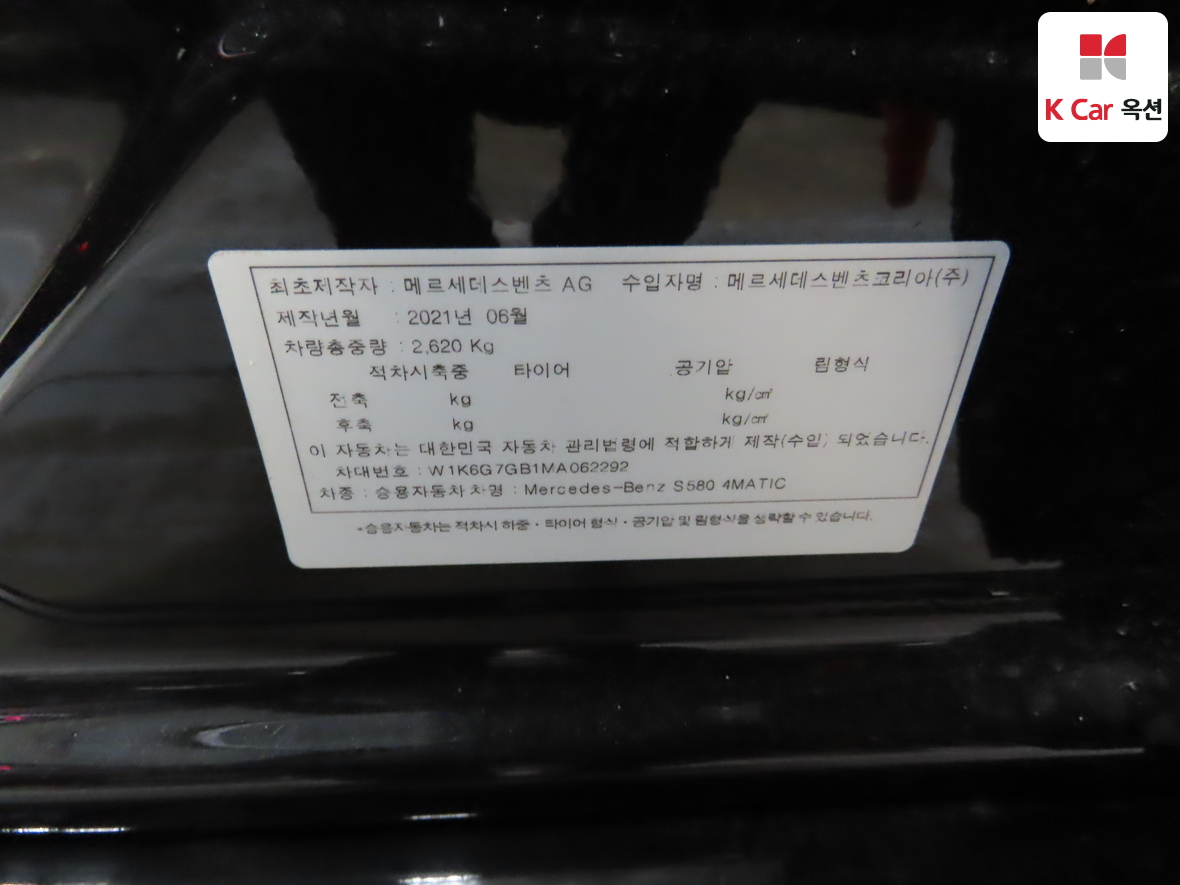 K Car 옥션
최초제작자 : 메르세데스벤츠 AG 수입자명 : 메르세데스벤츠코리아(주)
제작년월 : 2021년 06월
차량총중량 : 2,620 Kg
적차시축중 타이어 공기압 림형식
전축 kg kg/㎠
후축 kg kg/㎠
이 자동차는 대한민국 자동차 관리법령에 적합하게 제작(수입) 되었습니다.
차대번호 : W1K6G7GB1MA062292
차종 : 승용자동차 차명 : Mercedes-Benz S580 4MATIC
*승용자동차는 적차시 하중·타이어 형식·공기압 및 림형식을 생략할 수 있습니다.